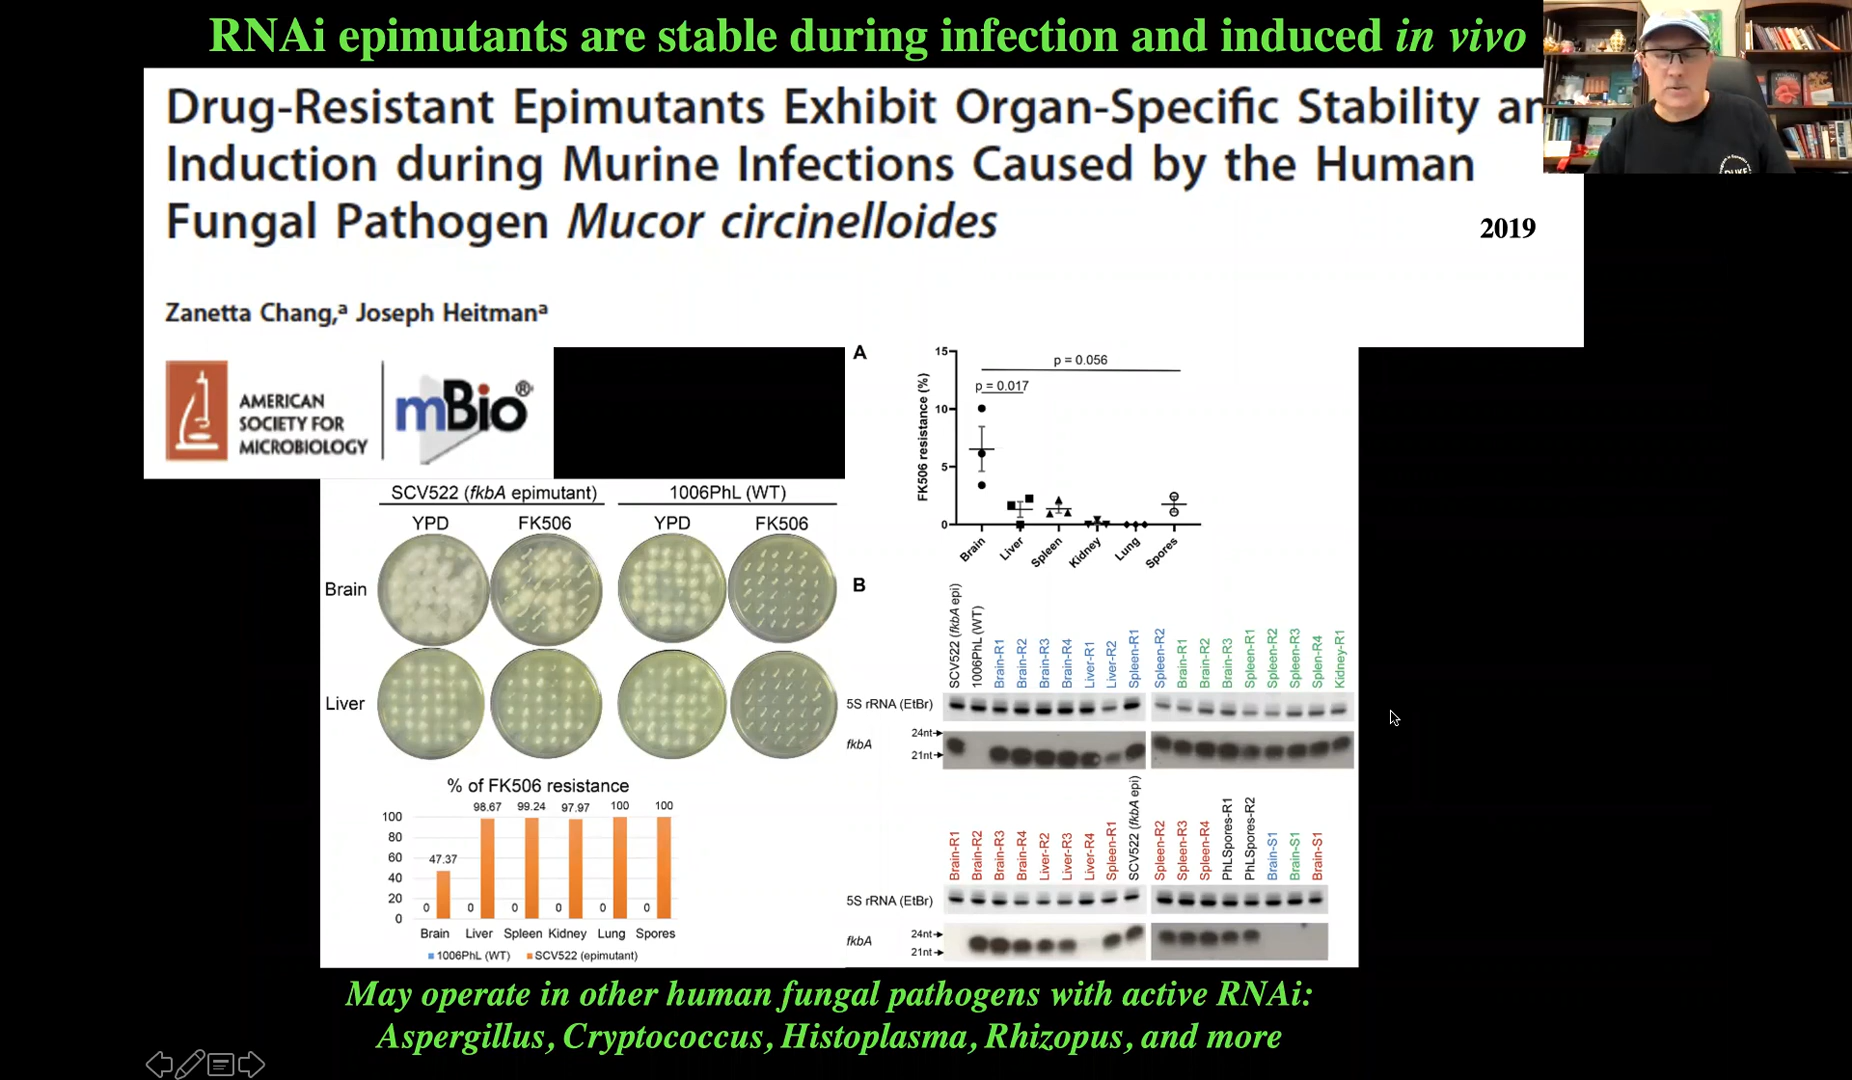 RNAi epimutants are stable during infection and induced in vivo
Drug-Resistant Epimutants Exhibit Organ-Specific Stability an
Induction during Murine Infections Caused by the Human
Fungal Pathogen Mucor circinelloides
2019
Zanetta Chang,ᵃ Joseph Heitmanᵃ
AMERICAN
SOCIETY FOR
MICROBIOLOGY
mBio®
SCV522 (fkbA epimutant)
1006PhL (WT)
YPD
FK506
YPD
FK506
Brain
Liver
% of FK506 resistance
100
80
60
40
20
0
0
47.37
0
98.67
0
99.24
0
97.97
0
100
0
100
Brain
Liver
Spleen
Kidney
Lung
Spores
1006PhL (WT)
SCV522 (epimutant)
A
FK506 resistance (%)
15
10
5
0
p = 0.056
p = 0.017
Brain
Liver
Spleen
Kidney
Lung
Spores
B
SCV522 (fkbA epi)
1006PhL (WT)
Brain-R1
Brain-R2
Brain-R3
Brain-R4
Liver-R1
Liver-R2
Spleen-R1
Spleen-R2
Brain-R1
Brain-R2
Brain-R3
Spleen-R1
Spleen-R2
Spleen-R3
Splen-R4
Kidney-R1
5S rRNA (EtBr)
fkbA
24nt
21nt
Brain-R1
Brain-R2
Brain-R3
Brain-R4
Liver-R2
Liver-R3
Liver-R4
Spleen-R1
SCV522 (fkbA epi)
Spleen-R2
Spleen-R3
Spleen-R4
PhLSpores-R1
PhLSpores-R2
Brain-S1
Brain-S1
Brain-S1
5S rRNA (EtBr)
fkbA
24nt
21nt
May operate in other human fungal pathogens with active RNAi:
Aspergillus, Cryptococcus, Histoplasma, Rhizopus, and more